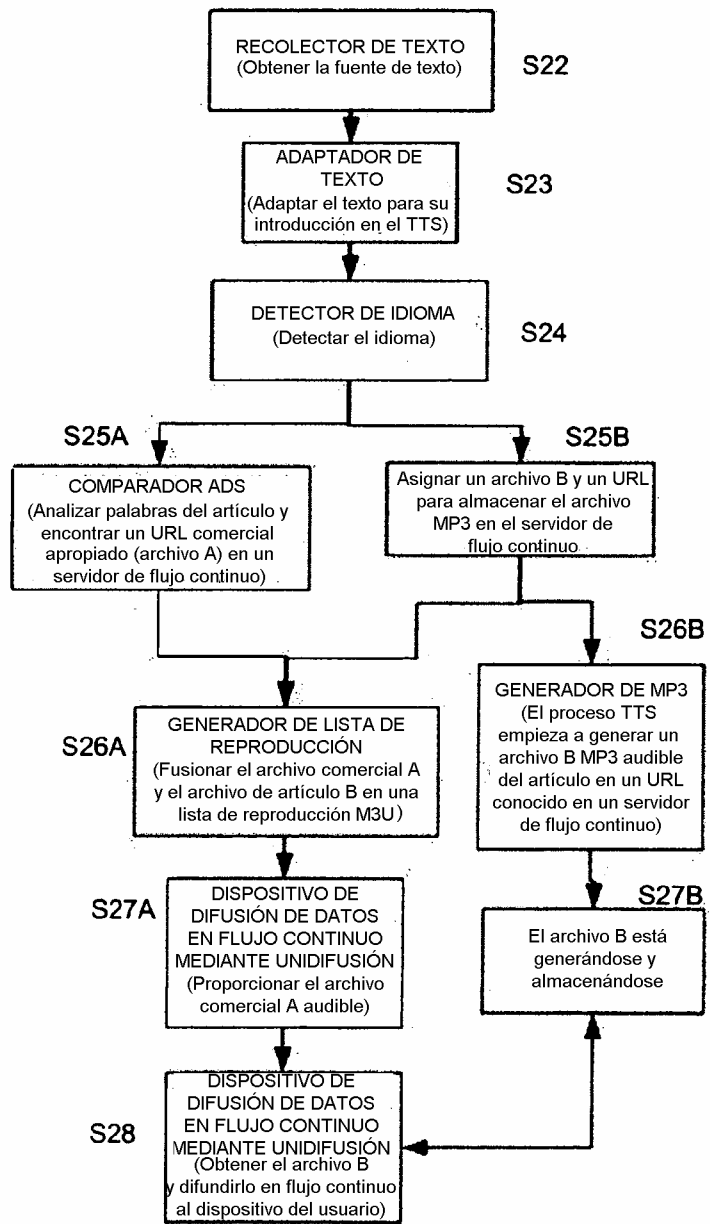 RECOLECTOR DE TEXTO
(Obtener la fuente de texto)
S22
ADAPTADOR DE
TEXTO
(Adaptar el texto para su
introducción en el TTS)
S23
DETECTOR DE IDIOMA
(Detectar el idioma)
S24
S25A
COMPARADOR ADS
(Analizar palabras del artículo y
encontrar un URL comercial
apropiado (archivo A) en un
servidor de flujo continuo)
S25B
Asignar un archivo B y un URL
para almacenar el archivo
MP3 en el servidor de
flujo continuo
S26A
GENERADOR DE LISTA DE
REPRODUCCIÓN
(Fusionar el archivo comercial A
y el archivo de artículo B en una
lista de reproducción M3U)
S26B
GENERADOR DE MP3
(El proceso TTS
empieza a generar un
archivo B MP3 audible
del artículo en un URL
conocido en un servidor
de flujo continuo)
S27A
DISPOSITIVO DE
DIFUSIÓN DE DATOS
EN FLUJO CONTINUO
MEDIANTE UNIDIFUSIÓN
(Proporcionar el archivo
comercial A audible)
S27B
El archivo B está
generándose y
almacenándose
S28
DISPOSITIVO DE
DIFUSIÓN DE DATOS
EN FLUJO CONTINUO
MEDIANTE UNIDIFUSIÓN
(Obtener el archivo B
y difundirlo en flujo continuo
al dispositivo del usuario)